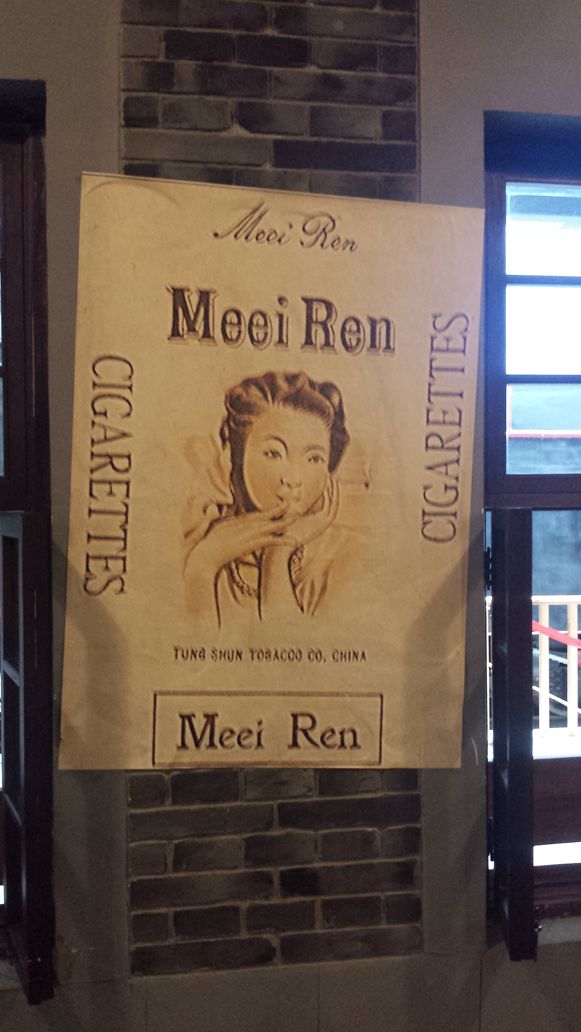 Meei Ren
Meei Ren
CIGARETTES
CIGARETTES
TUNG SHUN TOBACCO CO, CHINA
Meei Ren